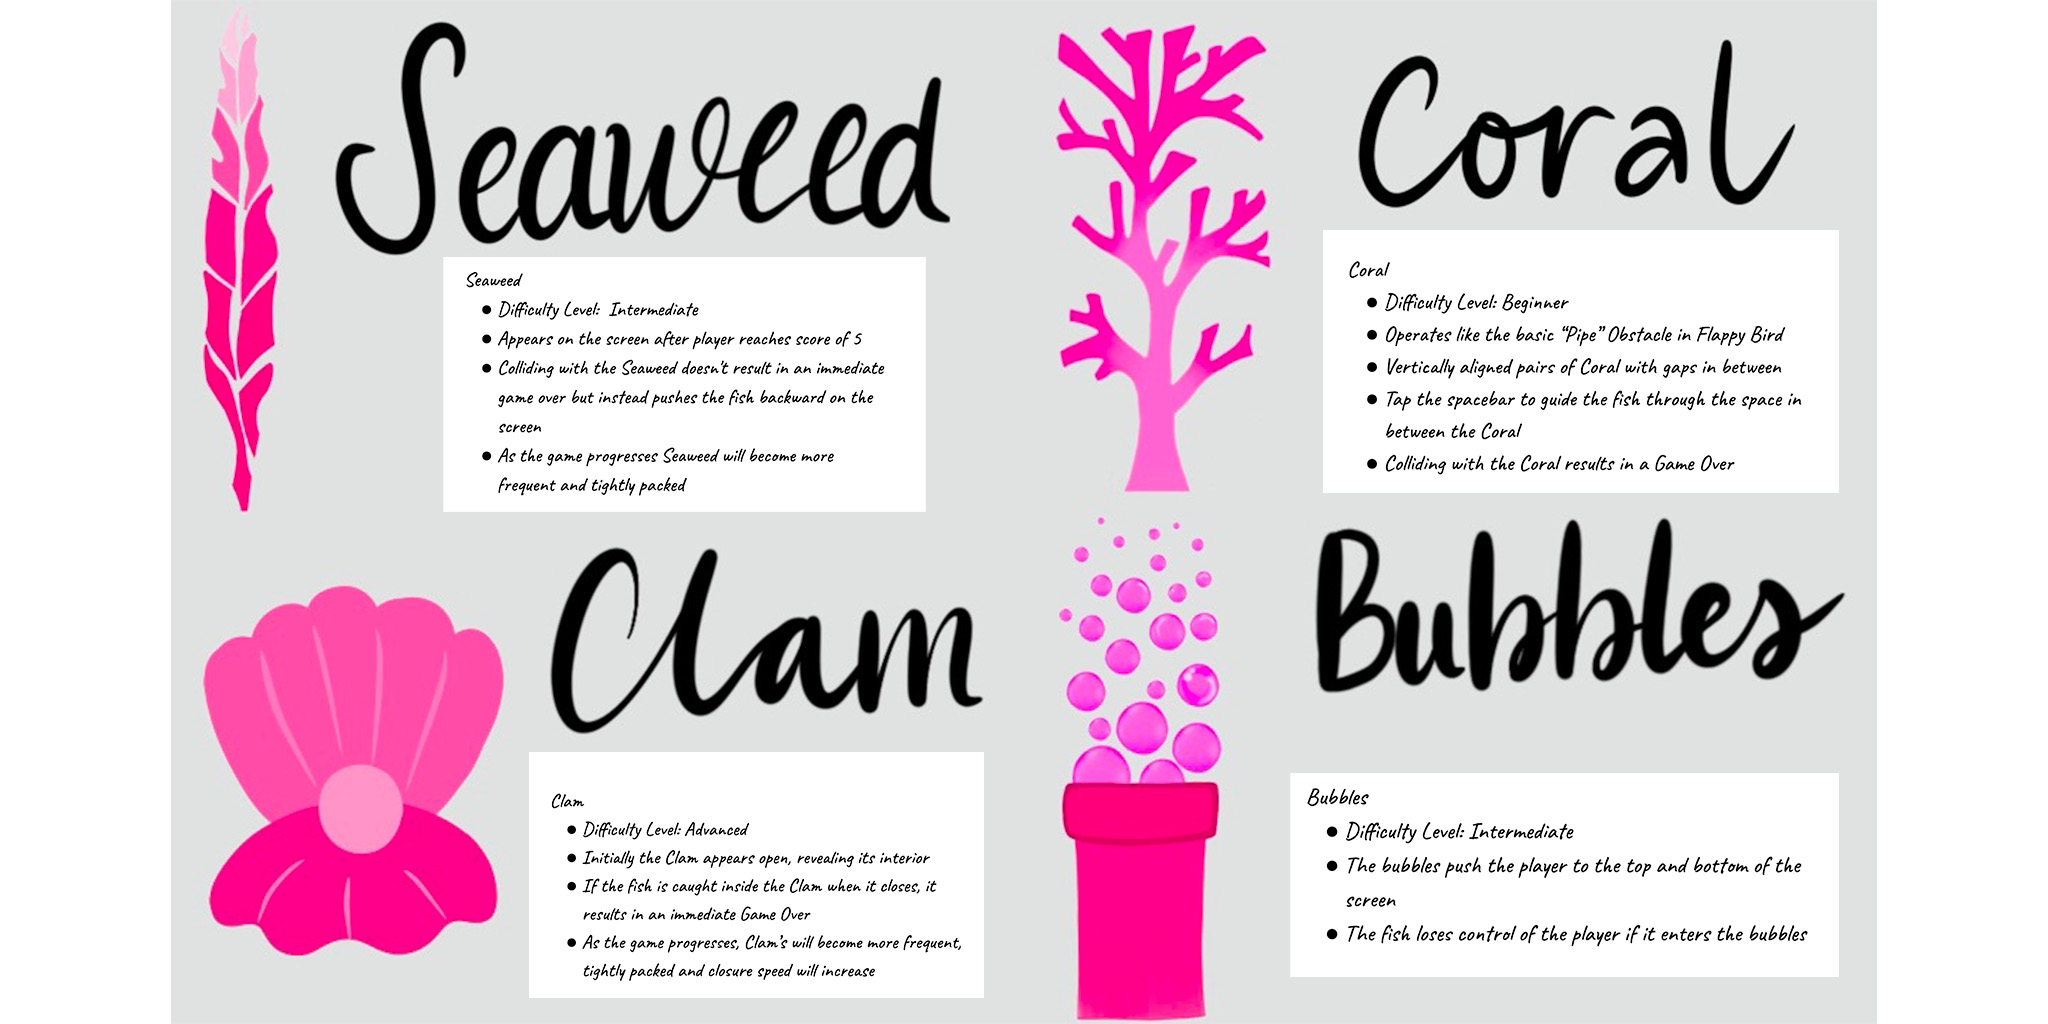 Seaweed
Seaweed
● Difficulty Level:  Intermediate
● Appears on the screen after player reaches score of 5
● Colliding with the Seaweed doesn't result in an immediate
game over but instead pushes the fish backward on the
screen
● As the game progresses Seaweed will become more
frequent and tightly packed
Coral
Coral
● Difficulty Level: Beginner
● Operates like the basic “Pipe” Obstacle in Flappy Bird
● Vertically aligned pairs of Coral with gaps in between
● Tap the spacebar to guide the fish through the space in
between the Coral
● Colliding with the Coral results in a Game Over
Clam
Clam
● Difficulty Level: Advanced
● Initially the Clam appears open, revealing its interior
● If the fish is caught inside the Clam when it closes, it
results in an immediate Game Over
● As the game progresses, Clam’s will become more frequent,
tightly packed and closure speed will increase
Bubbles
Bubbles
● Difficulty Level: Intermediate
● The bubbles push the player to the top and bottom of the
screen
● The fish loses control of the player if it enters the bubbles